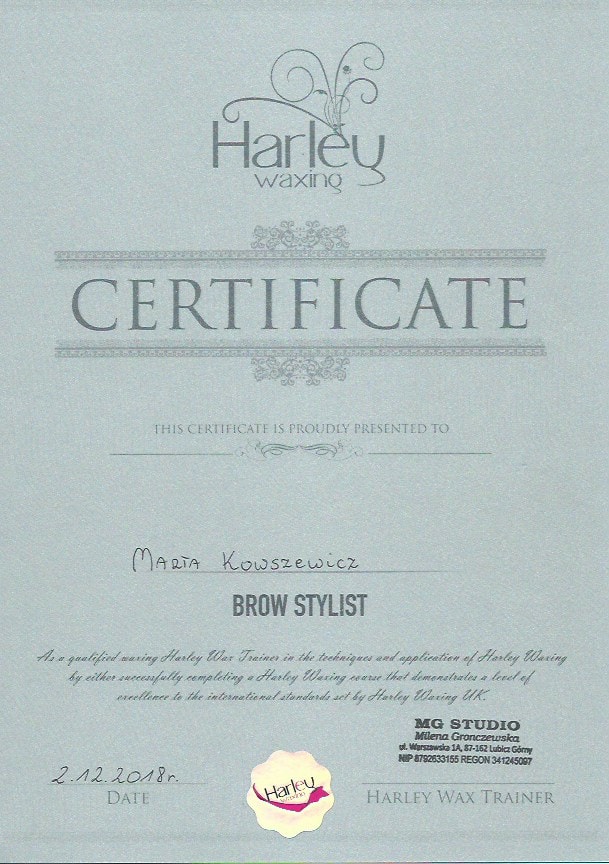 Harley
waxing
CERTIFICATE
THIS CERTIFICATE IS PROUDLY PRESENTED TO
Marta Kowszewicz
BROW STYLIST
As a qualified waxing Harley Wax Trainer in the techniques and application of Harley Waxing
by either successfully completing a Harley Waxing course that demonstrates a level of
excellence to the international standards set by Harley Waxing UK.
MG STUDIO
Milena Gronczewska
ul. Warszawska 1A, 87-162 Lubicz Górny
NIP 8792633155 REGON 341245097
2.12.2018r.
DATE
Harley
waxing
HARLEY WAX TRAINER